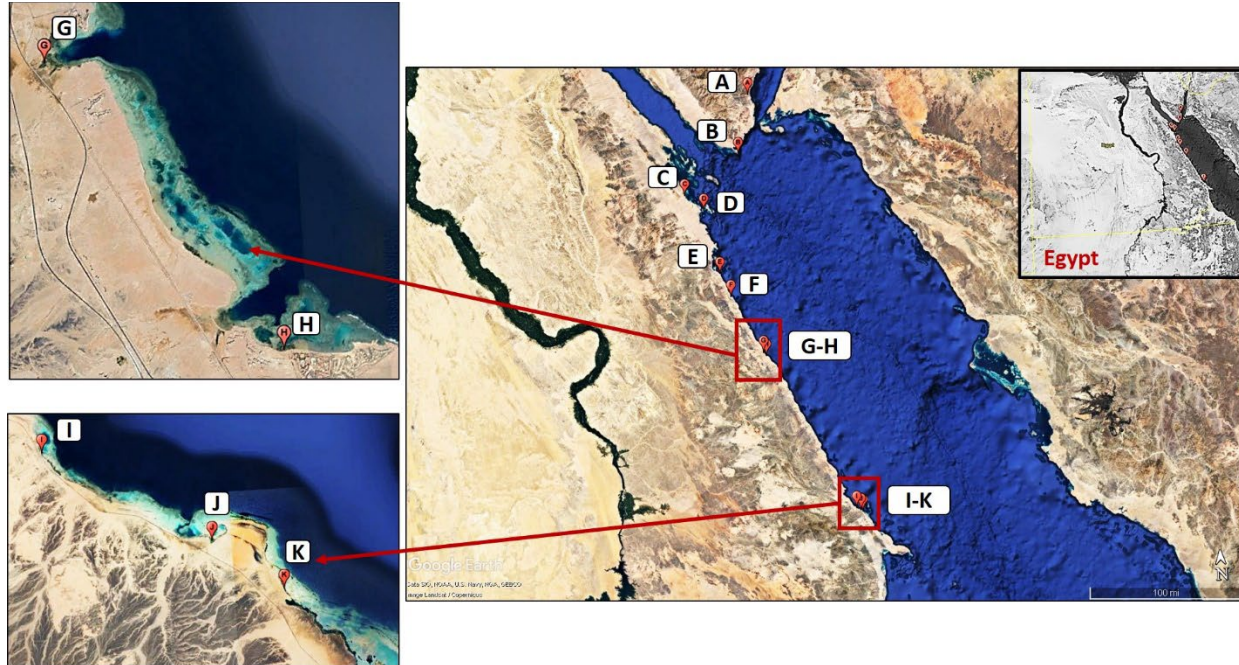 G
H
I
J
K
A
B
C
D
E
F
G-H
I-K
Egypt
Google Earth
Data SIO, NOAA, U.S. Navy, NGA, GEBCO
Image Landsat / Copernicus
N
100 mi